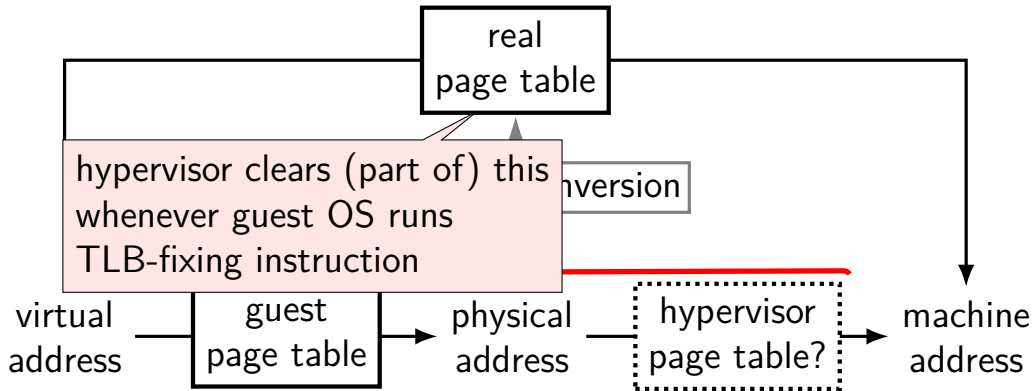 real
page table
hypervisor clears (part of) this
whenever guest OS runs
TLB-fixing instruction
virtual
address
guest
page table
physical
address
hypervisor
page table?
machine
address